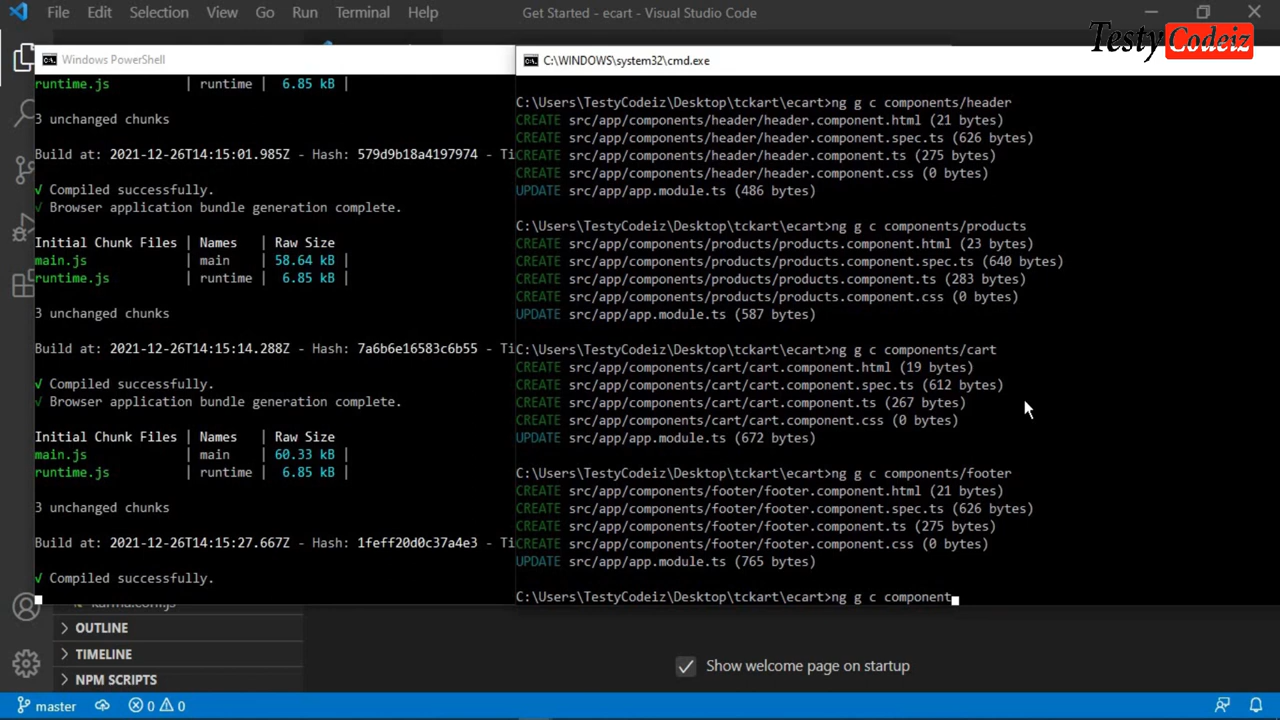 File Edit Selection View Go Run Terminal Help
Get Started - ecart - Visual Studio Code
Testy Codeiz
Windows PowerShell
runtime.js | runtime | 6.85 kB |
3 unchanged chunks
Build at: 2021-12-26T14:15:01.985Z - Hash: 579d9b18a4197974 - Ti
√ Compiled successfully.
√ Browser application bundle generation complete.
Initial Chunk Files | Names | Raw Size
main.js | main | 58.64 kB |
runtime.js | runtime | 6.85 kB |
3 unchanged chunks
Build at: 2021-12-26T14:15:14.288Z - Hash: 7a6b6e16583c6b55 - Ti
√ Compiled successfully.
√ Browser application bundle generation complete.
Initial Chunk Files | Names | Raw Size
main.js | main | 60.33 kB |
runtime.js | runtime | 6.85 kB |
3 unchanged chunks
Build at: 2021-12-26T14:15:27.667Z - Hash: 1feff20d0c37a4e3 - Ti
√ Compiled successfully.
C:\WINDOWS\system32\cmd.exe
C:\Users\TestyCodeiz\Desktop\tckart\ecart>ng g c components/header
CREATE src/app/components/header/header.component.html (21 bytes)
CREATE src/app/components/header/header.component.spec.ts (626 bytes)
CREATE src/app/components/header/header.component.ts (275 bytes)
CREATE src/app/components/header/header.component.css (0 bytes)
UPDATE src/app/app.module.ts (486 bytes)
C:\Users\TestyCodeiz\Desktop\tckart\ecart>ng g c components/products
CREATE src/app/components/products/products.component.html (23 bytes)
CREATE src/app/components/products/products.component.spec.ts (640 bytes)
CREATE src/app/components/products/products.component.ts (283 bytes)
CREATE src/app/components/products/products.component.css (0 bytes)
UPDATE src/app/app.module.ts (587 bytes)
C:\Users\TestyCodeiz\Desktop\tckart\ecart>ng g c components/cart
CREATE src/app/components/cart/cart.component.html (19 bytes)
CREATE src/app/components/cart/cart.component.spec.ts (612 bytes)
CREATE src/app/components/cart/cart.component.ts (267 bytes)
CREATE src/app/components/cart/cart.component.css (0 bytes)
UPDATE src/app/app.module.ts (672 bytes)
C:\Users\TestyCodeiz\Desktop\tckart\ecart>ng g c components/footer
CREATE src/app/components/footer/footer.component.html (21 bytes)
CREATE src/app/components/footer/footer.component.spec.ts (626 bytes)
CREATE src/app/components/footer/footer.component.ts (275 bytes)
CREATE src/app/components/footer/footer.component.css (0 bytes)
UPDATE src/app/app.module.ts (765 bytes)
C:\Users\TestyCodeiz\Desktop\tckart\ecart>ng g c component
karma.conf.js
OUTLINE
TIMELINE
NPM SCRIPTS
Show welcome page on startup
master 0 0